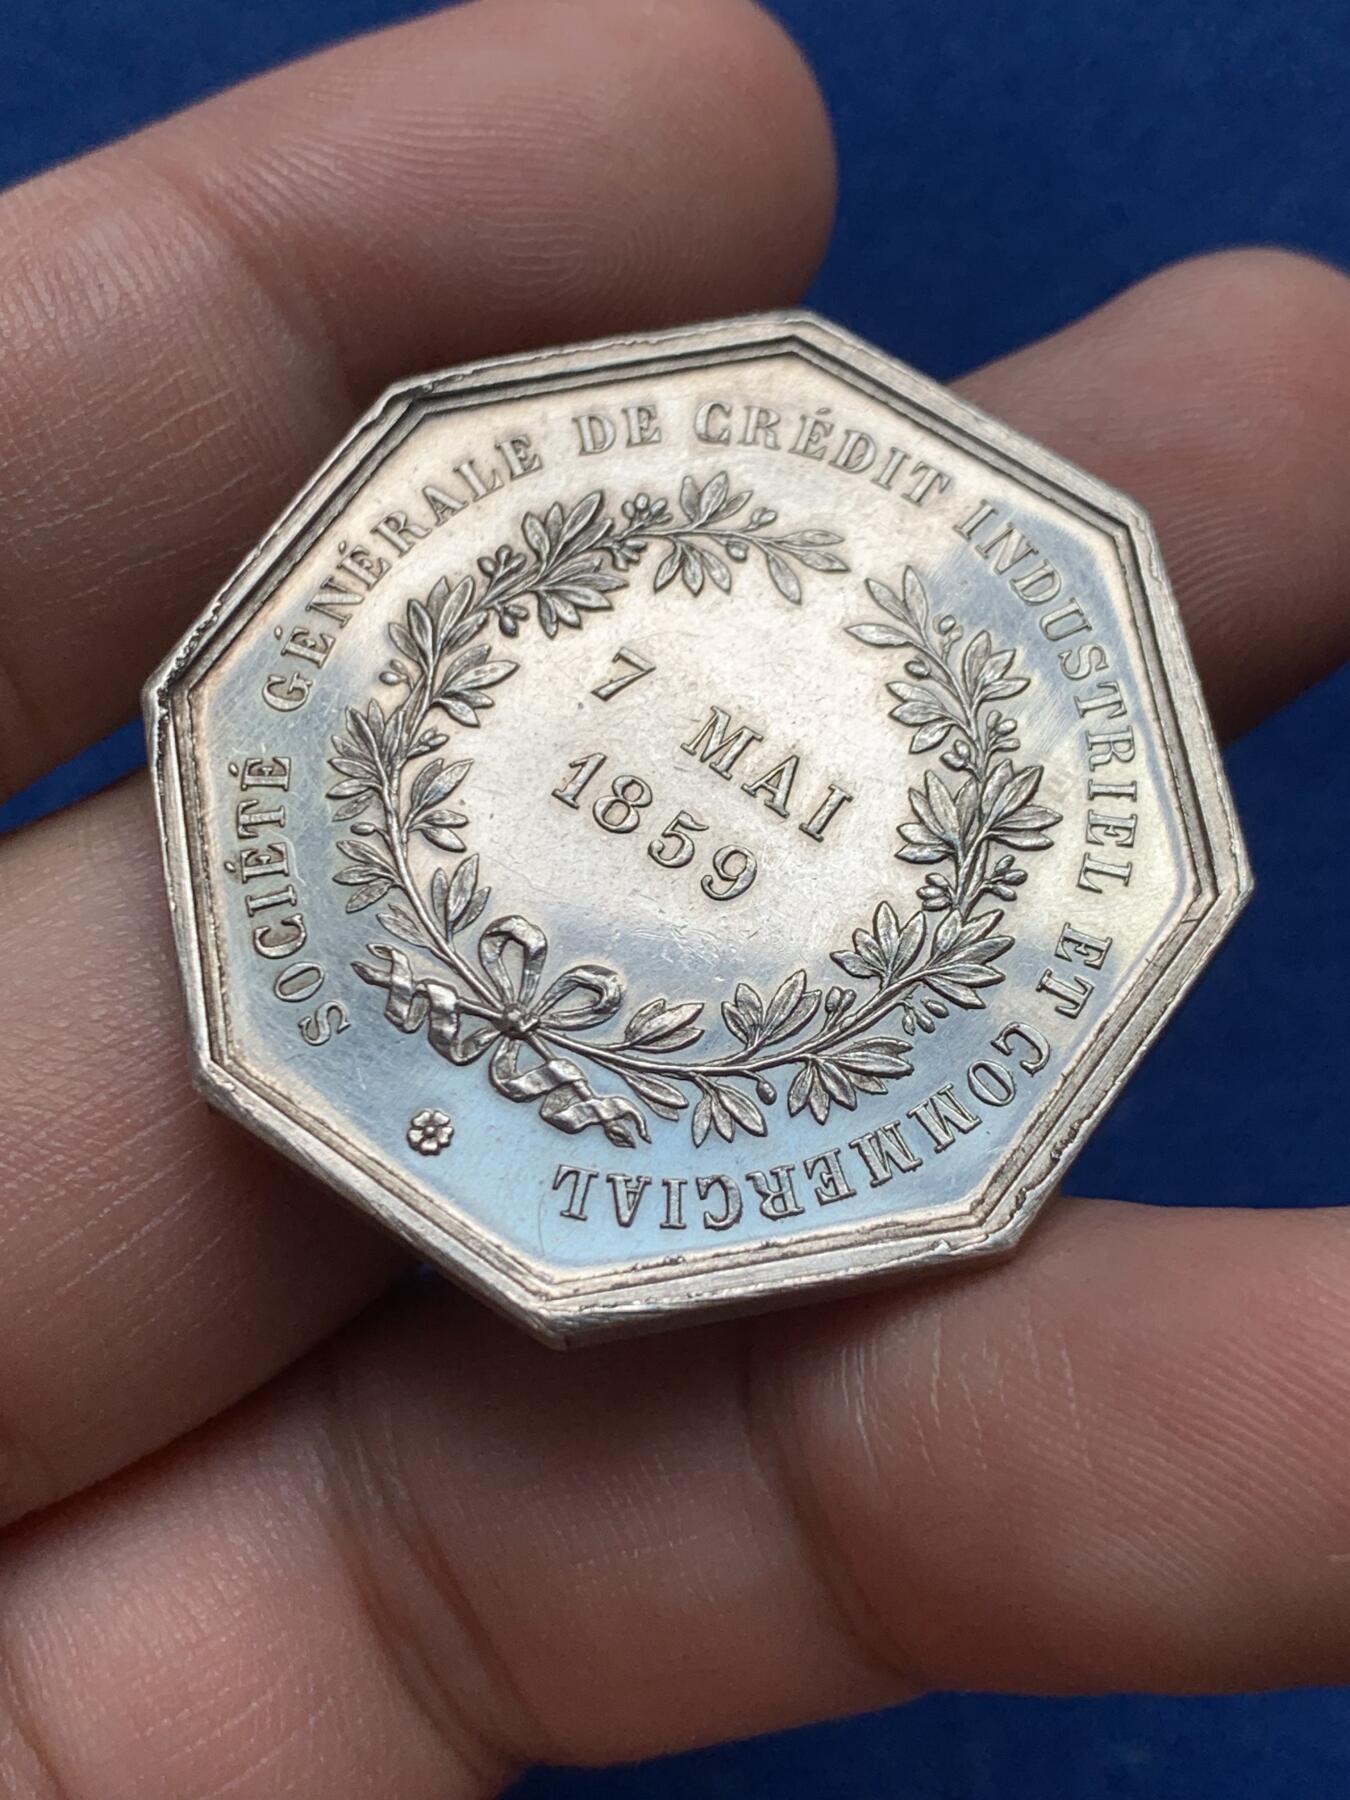 SOCIÉTÉ GÉNÉRALE DE CRÉDIT INDUSTRIEL ET COMMERCIAL
7 MAI
1859